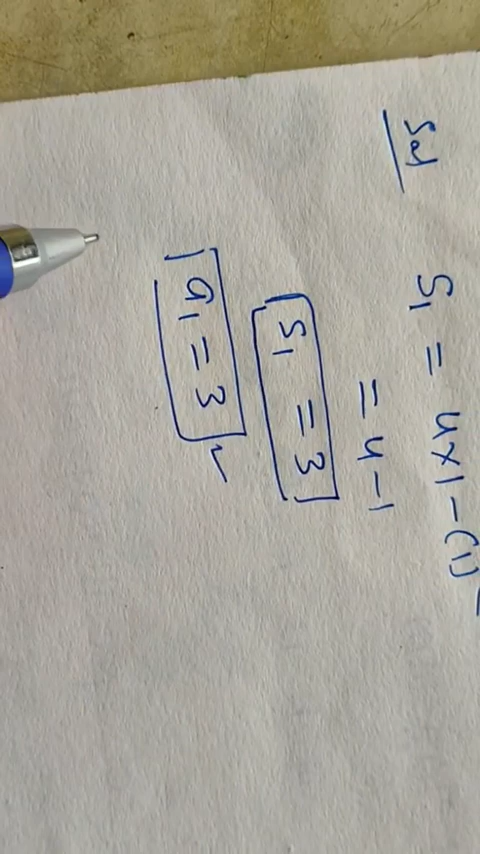 Sol
S₁ = 4×1-(1)
= 4-1
S₁ = 3
a₁ = 3